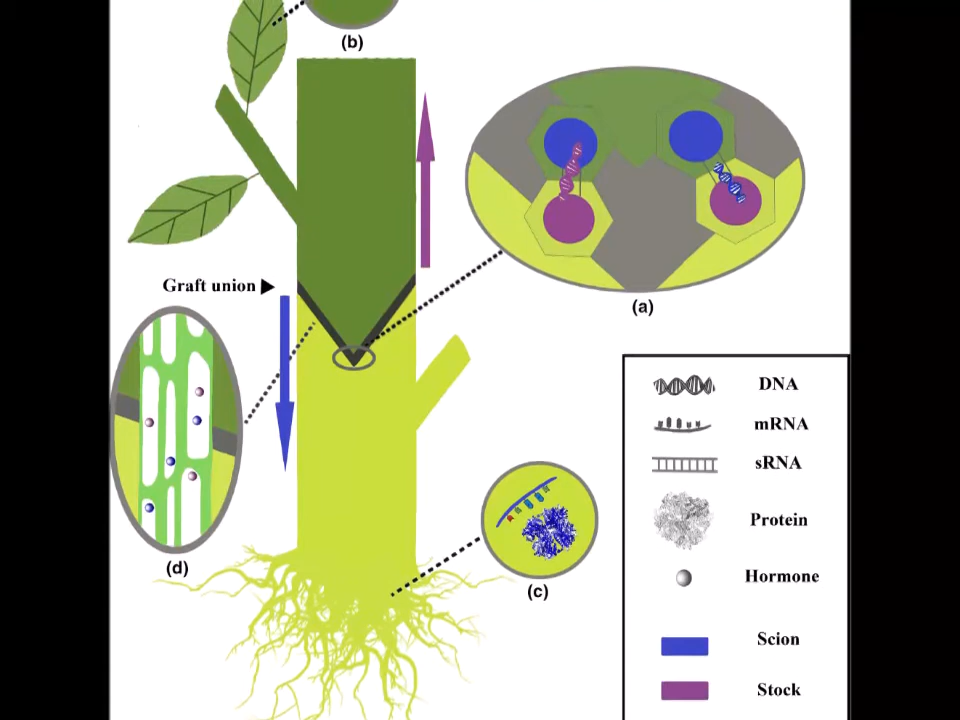 (b)
(a)
Graft union
DNA
mRNA
sRNA
Protein
Hormone
(d)
(c)
Scion
Stock